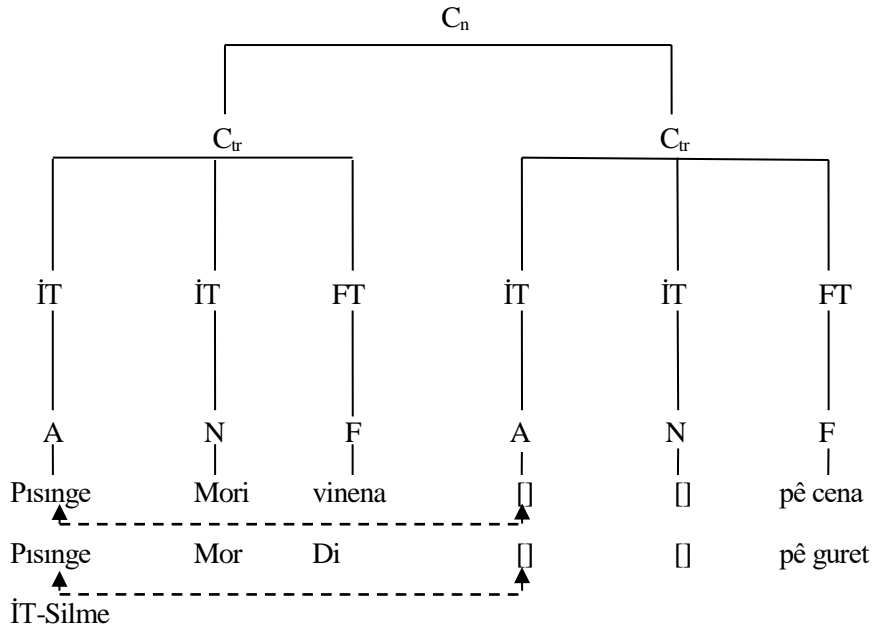 Cn
Ctr Ctr
İT İT FT İT İT FT
A N F A N F
Pısınge Mori vinena [] [] pê cena
Pısınge Mor Di [] [] pê guret
İT-Silme